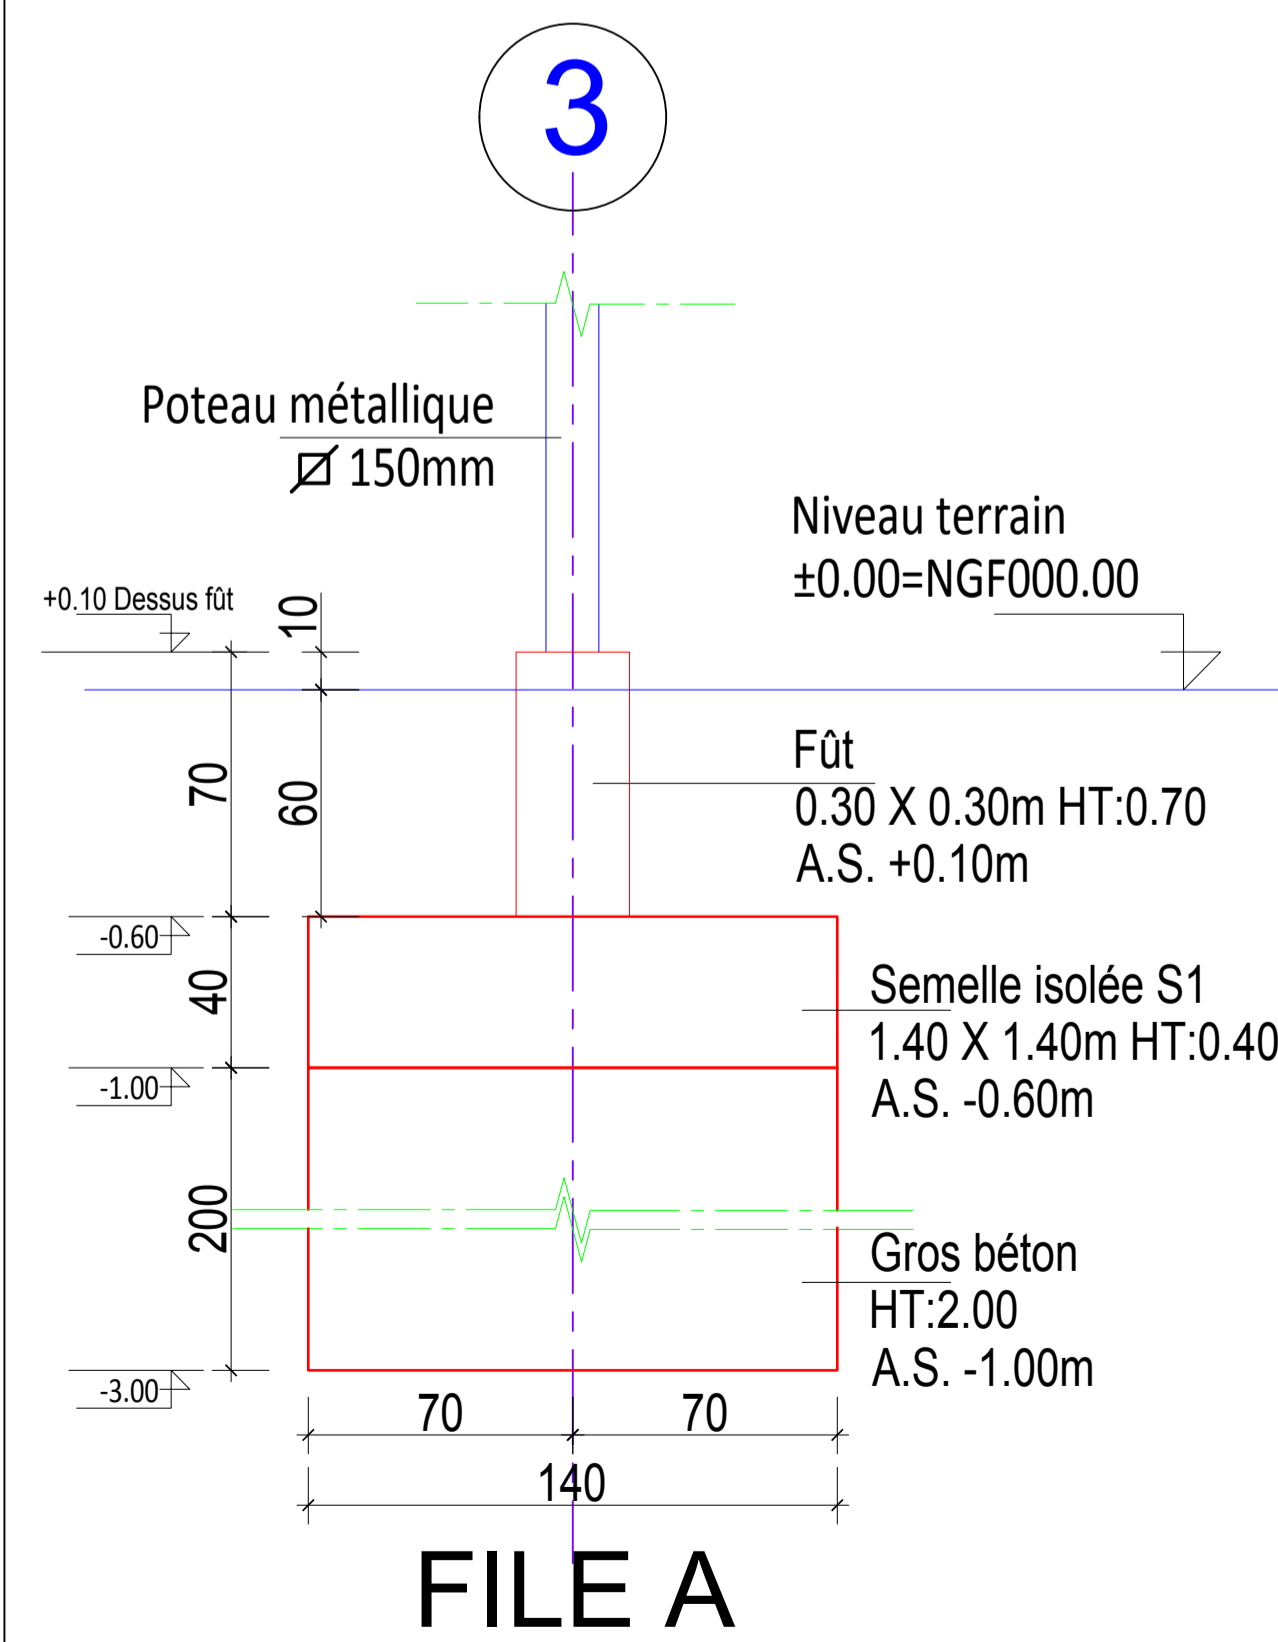 3
Poteau métallique
150mm
Niveau terrain
±0.00=NGF000.00
+0.10 Dessus fût
10
70
60
Fût
0.30 X 0.30m HT:0.70
A.S. +0.10m
-0.60
40
Semelle isolée S1
1.40 X 1.40m HT:0.40
A.S. -0.60m
-1.00
200
Gros béton
HT:2.00
A.S. -1.00m
-3.00
70
70
140
FILE A